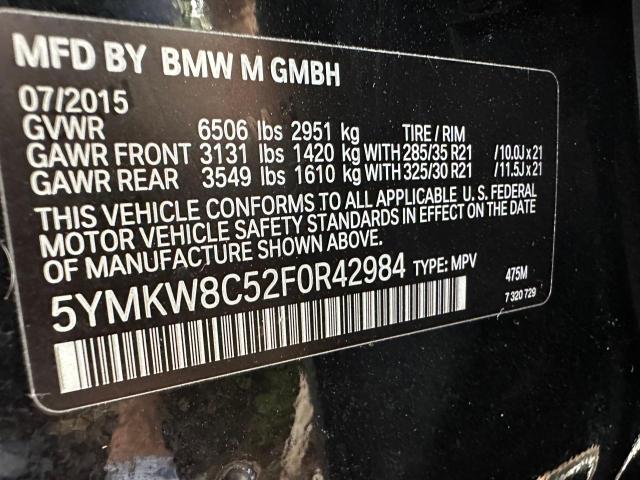 MFD BY BMW M GMBH
07/2015
GVWR 6506 lbs 2951 kg TIRE / RIM
GAWR FRONT 3131 lbs 1420 kg WITH 285/35 R21 /10.0J x 21
GAWR REAR 3549 lbs 1610 kg WITH 325/30 R21 /11.5J x 21
THIS VEHICLE CONFORMS TO ALL APPLICABLE U. S. FEDERAL
MOTOR VEHICLE SAFETY STANDARDS IN EFFECT ON THE DATE
OF MANUFACTURE SHOWN ABOVE.
5YMKW8C52F0R42984 TYPE: MPV 475M
7 320 729